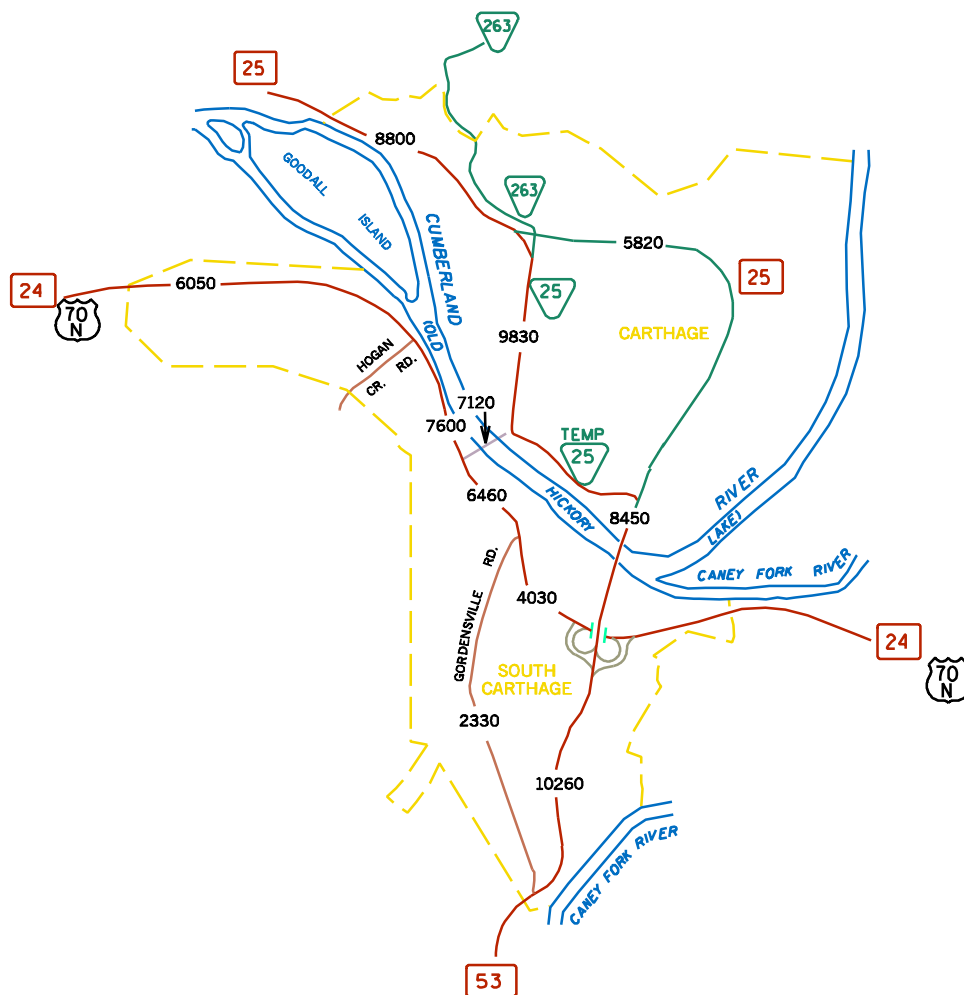 263
25
8800
GOODALL
ISLAND
263
CUMBERLAND
(OLD
5820
25
24
6050
70
N
25
9830
CARTHAGE
HOGAN
CR. RD.
7120
7600
TEMP
25
6460
HICKORY
8450
RIVER
LAKE)
GORDENSVILLE RD.
CANEY FORK RIVER
4030
24
70
N
SOUTH
CARTHAGE
2330
10260
CANEY FORK RIVER
53